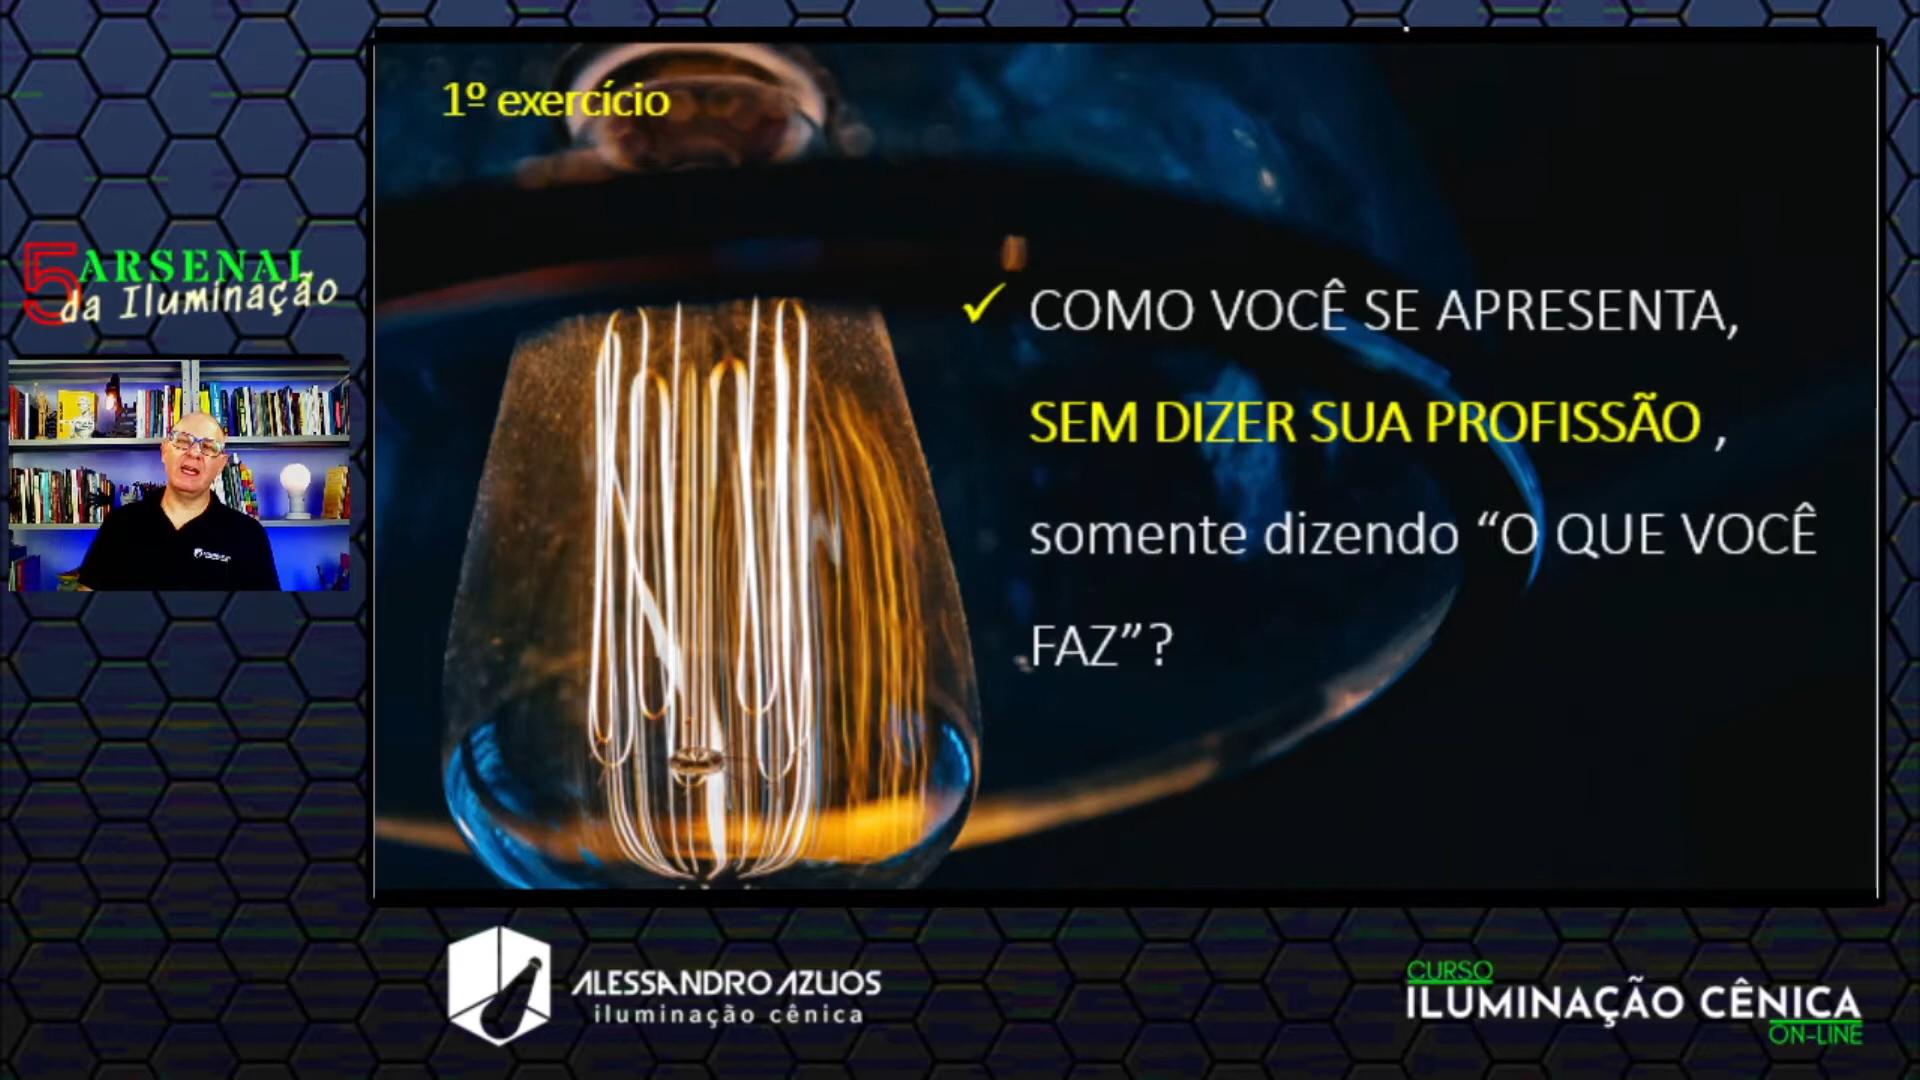 1º exercício
✓ COMO VOCÊ SE APRESENTA,
SEM DIZER SUA PROFISSÃO ,
somente dizendo “O QUE VOCÊ
FAZ”?
5 ARSENAL
da Iluminação
ALESSANDRO AZUOS
iluminação cênica
CURSO
ILUMINAÇÃO CÊNICA
ON-LINE